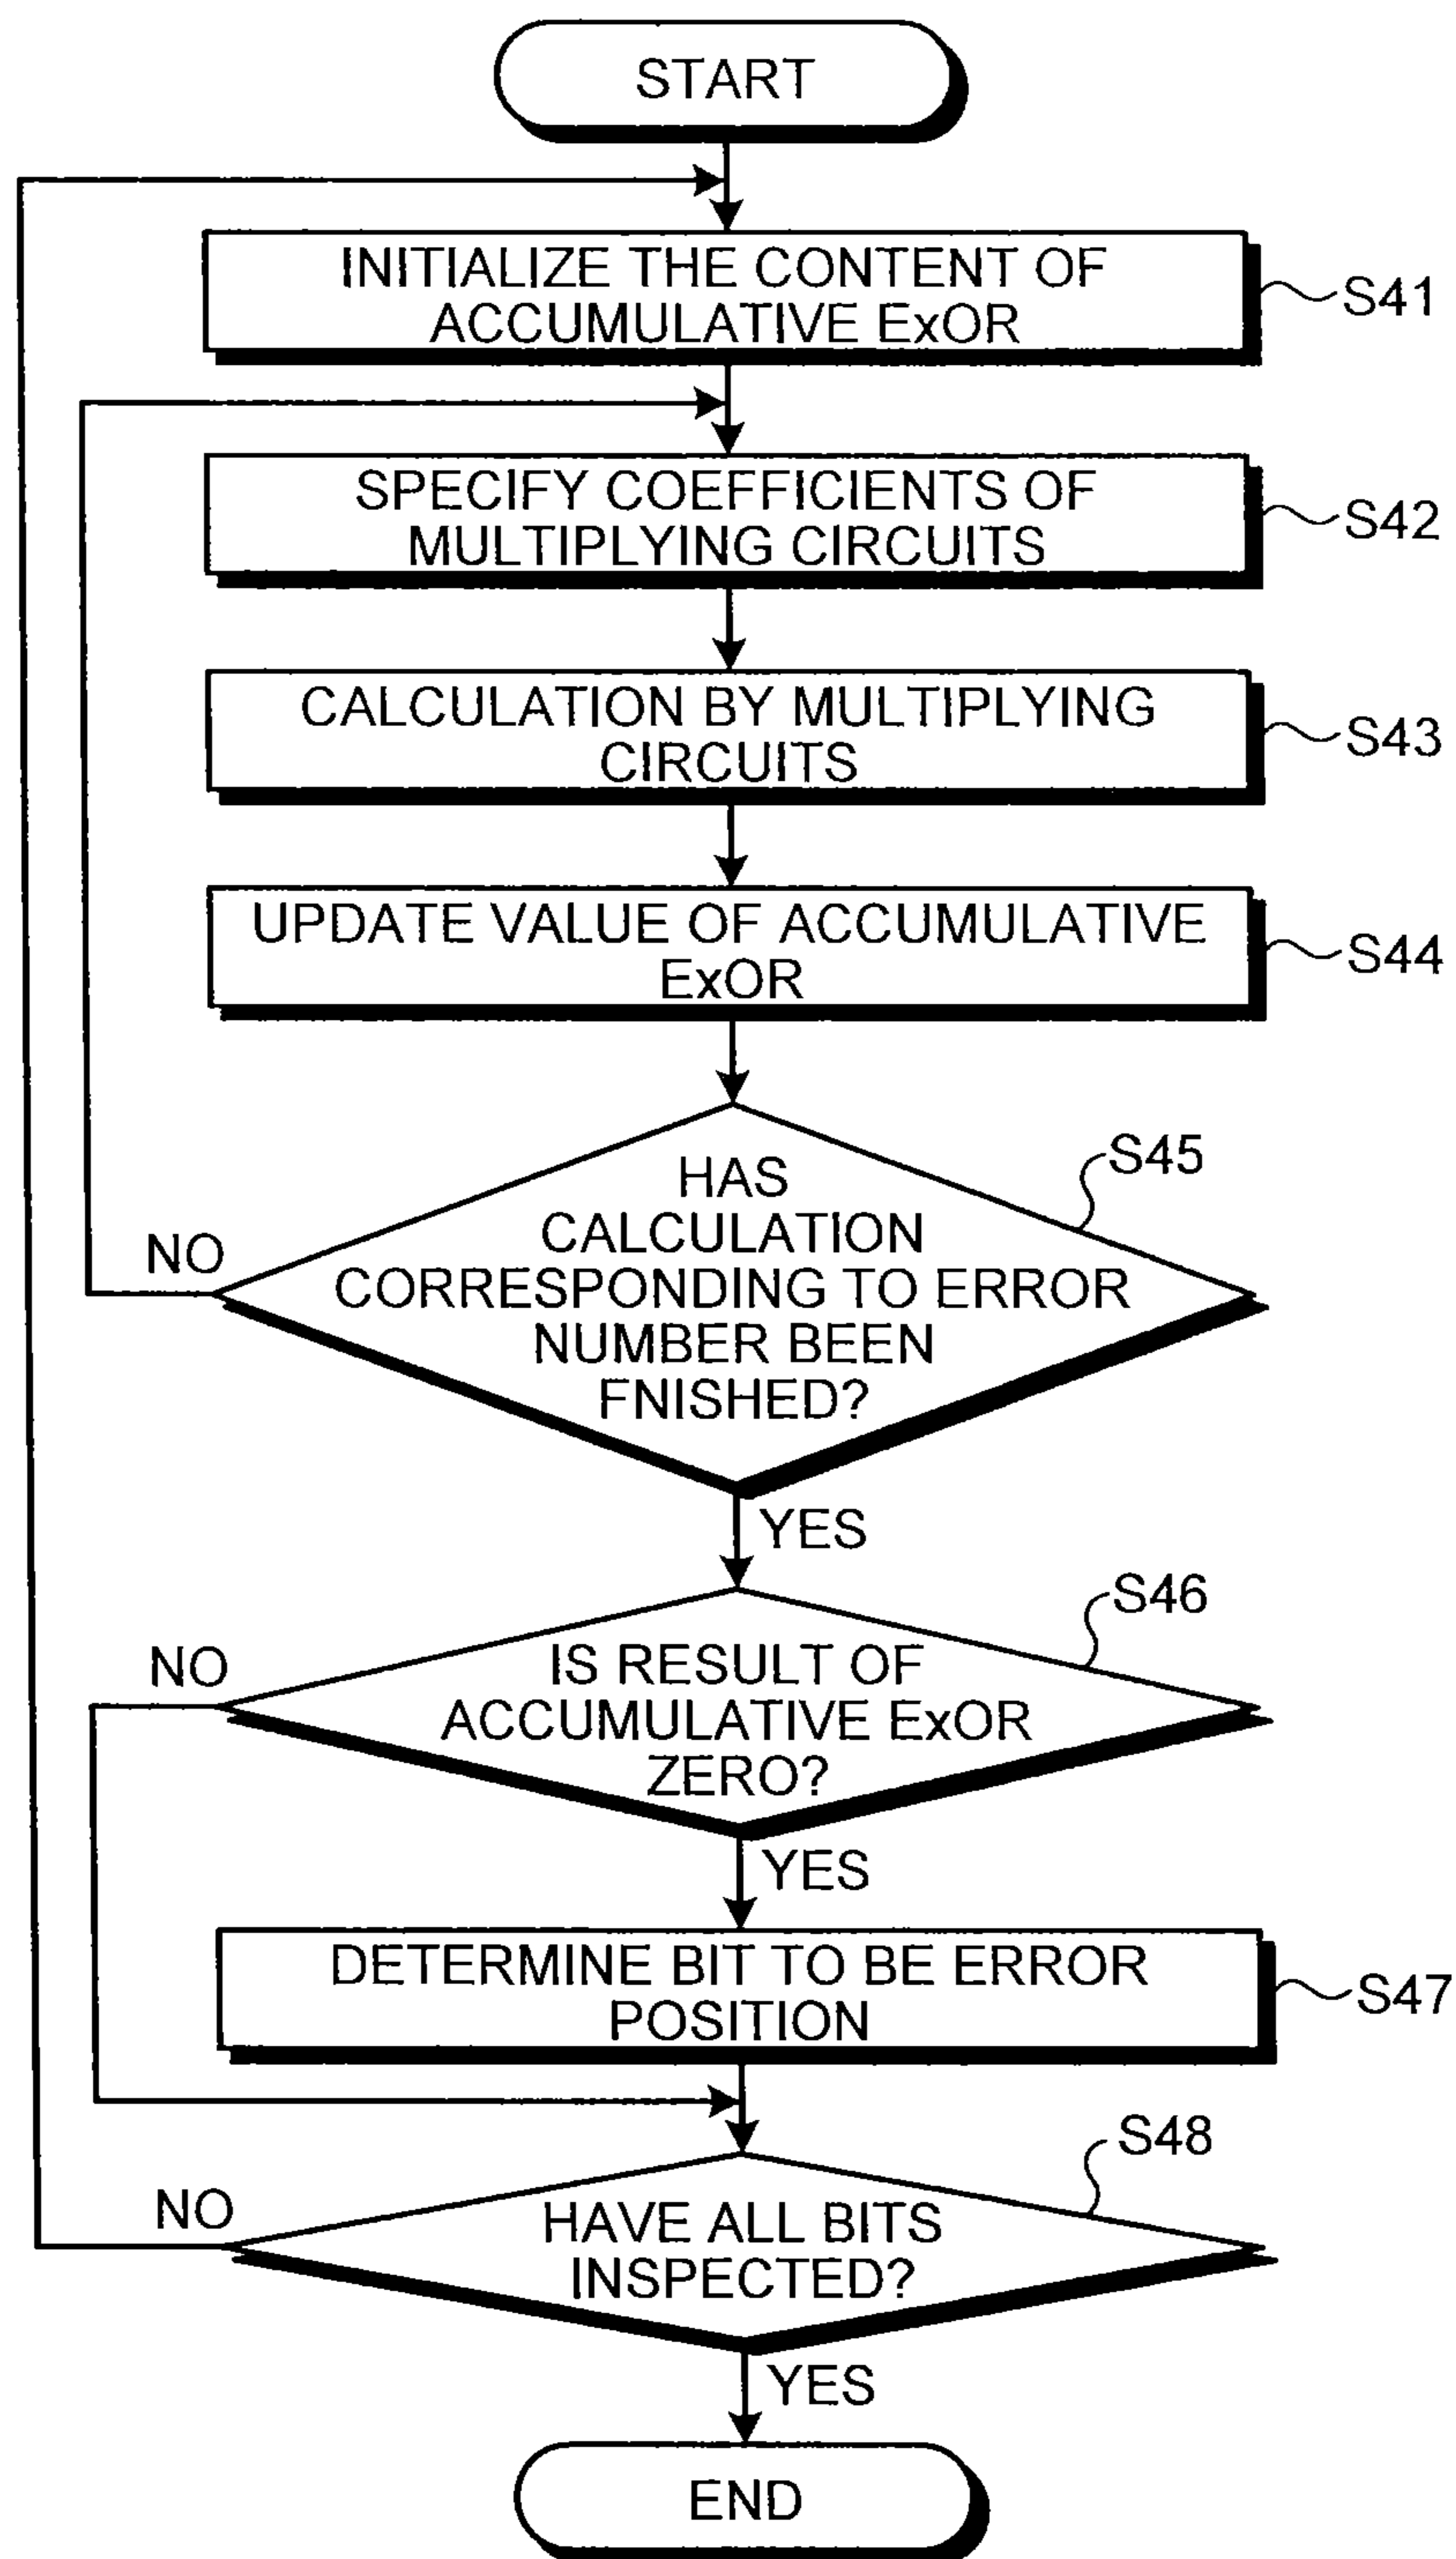 START
INITIALIZE THE CONTENT OF
ACCUMULATIVE ExOR
S41
SPECIFY COEFFICIENTS OF
MULTIPLYING CIRCUITS
S42
CALCULATION BY MULTIPLYING
CIRCUITS
S43
UPDATE VALUE OF ACCUMULATIVE
ExOR
S44
HAS
CALCULATION
CORRESPONDING TO ERROR
NUMBER BEEN
FNISHED?
S45
NO
YES
IS RESULT OF
ACCUMULATIVE ExOR
ZERO?
S46
NO
YES
DETERMINE BIT TO BE ERROR
POSITION
S47
HAVE ALL BITS
INSPECTED?
S48
NO
YES
END